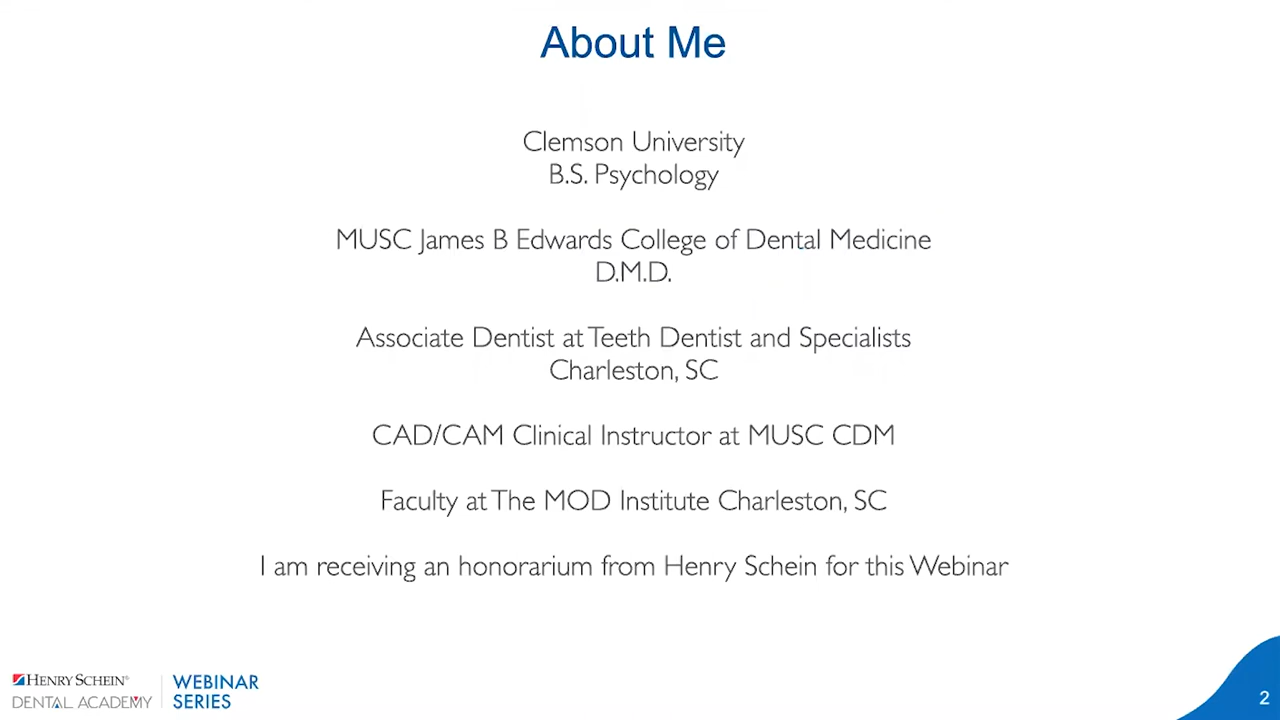 About Me
Clemson University
B.S. Psychology
MUSC James B Edwards College of Dental Medicine
D.M.D.
Associate Dentist at Teeth Dentist and Specialists
Charleston, SC
CAD/CAM Clinical Instructor at MUSC CDM
Faculty at The MOD Institute Charleston, SC
I am receiving an honorarium from Henry Schein for this Webinar
HENRY SCHEIN®
DENTAL ACADEMY
WEBINAR
SERIES
2